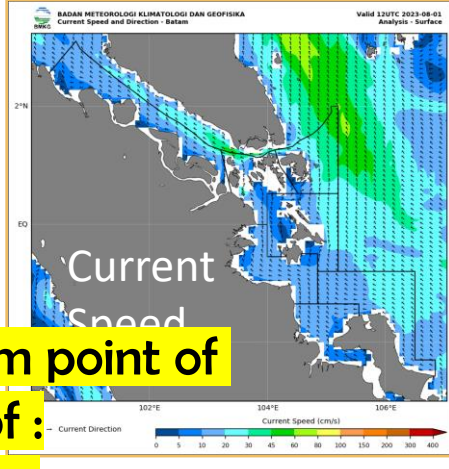 BADAN METEOROLOGI KLIMATOLOGI DAN GEOFISIKA
Current Speed and Direction - Batam
Valid 12UTC 2023-08-01
Analysis - Surface
BMKG
2°N
EQ
Current
Speed
m point of
of :
102°E
104°E
106°E
→ Current Direction
Current Speed (cm/s)
0 5 10 20 30 45 60 80 100 150 200 300 400